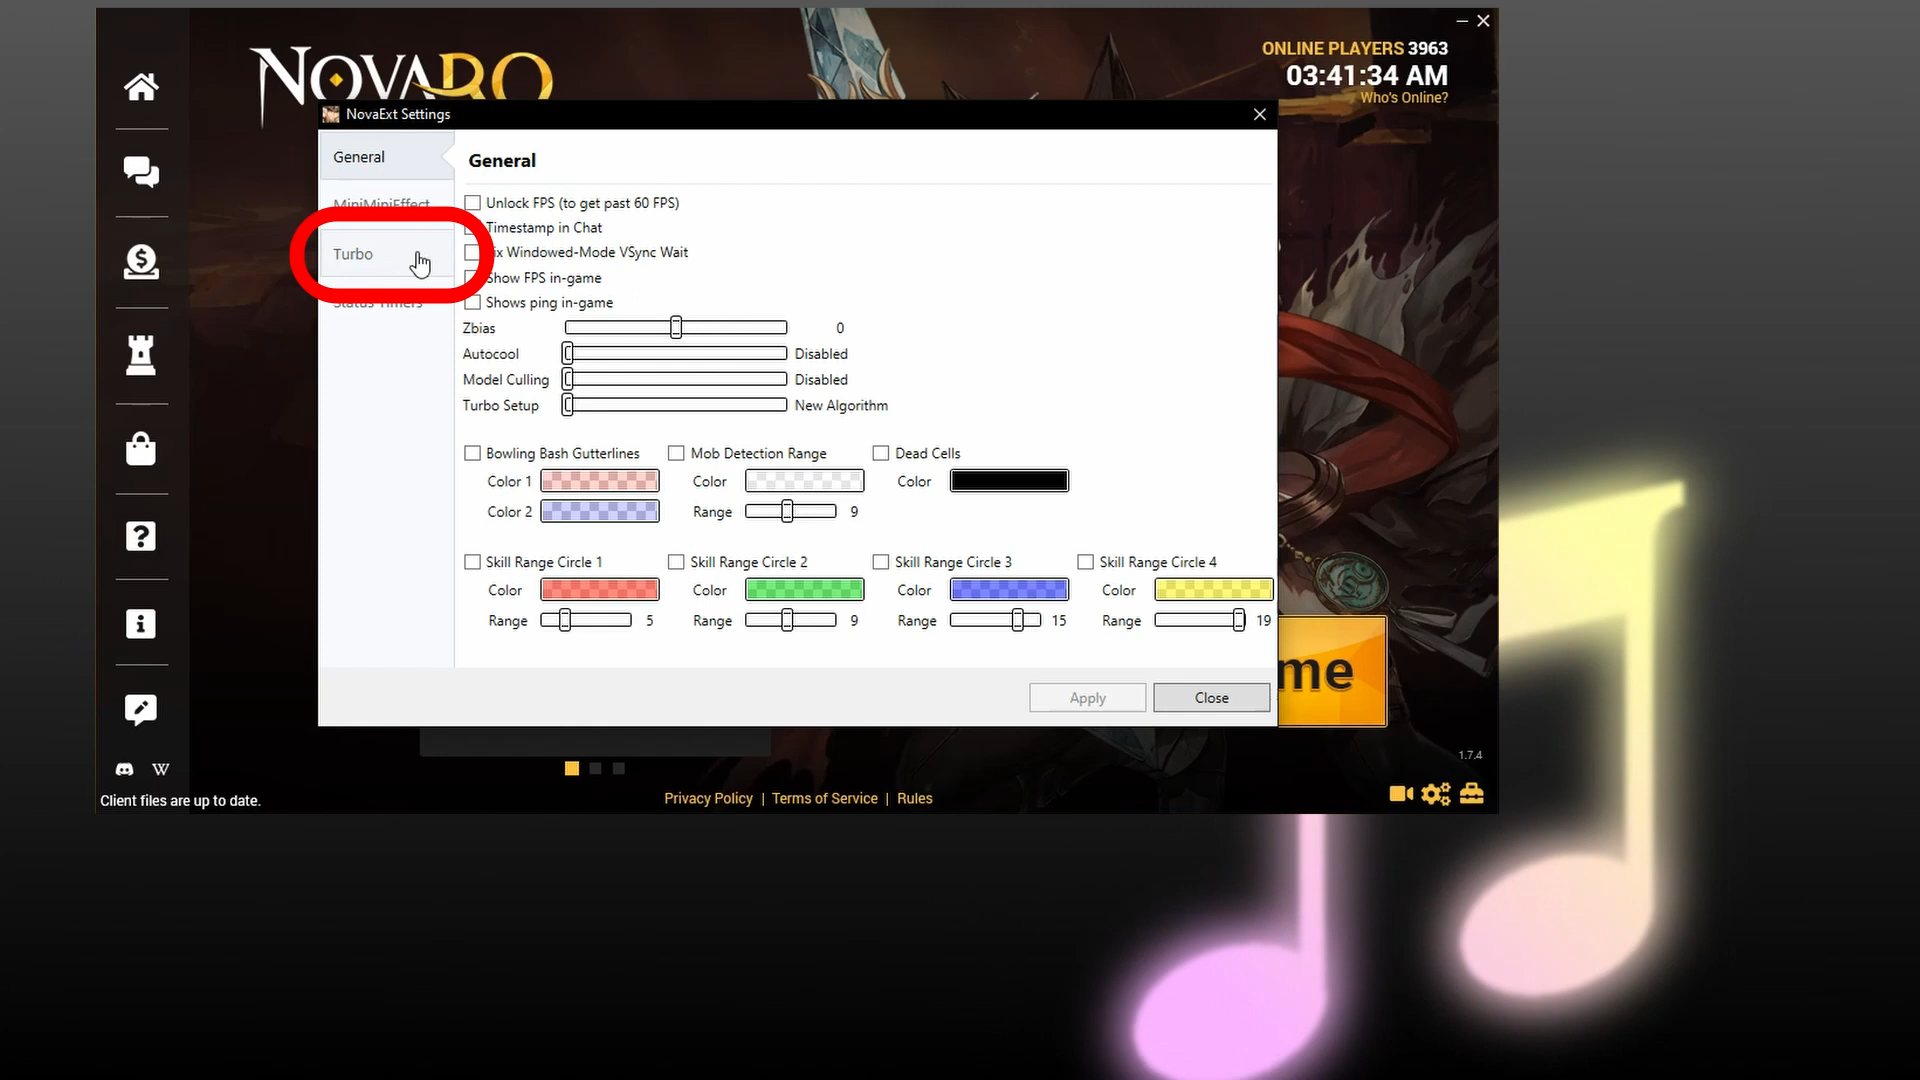 NOVARO
ONLINE PLAYERS 3963
03:41:34 AM
Who's Online?
NovaExt Settings
General
MiniMiniEffect
Turbo
Status Timers
General
Unlock FPS (to get past 60 FPS)
Timestamp in Chat
ix Windowed-Mode VSync Wait
Show FPS in-game
Shows ping in-game
Zbias 0
Autocool Disabled
Model Culling Disabled
Turbo Setup New Algorithm
Bowling Bash Gutterlines Mob Detection Range Dead Cells
Color 1 Color Color
Color 2 Range 9
Skill Range Circle 1 Skill Range Circle 2 Skill Range Circle 3 Skill Range Circle 4
Color Color Color Color
Range 5 Range 9 Range 15 Range 19
me
Apply Close
1.7.4
W
Client files are up to date.
Privacy Policy | Terms of Service | Rules